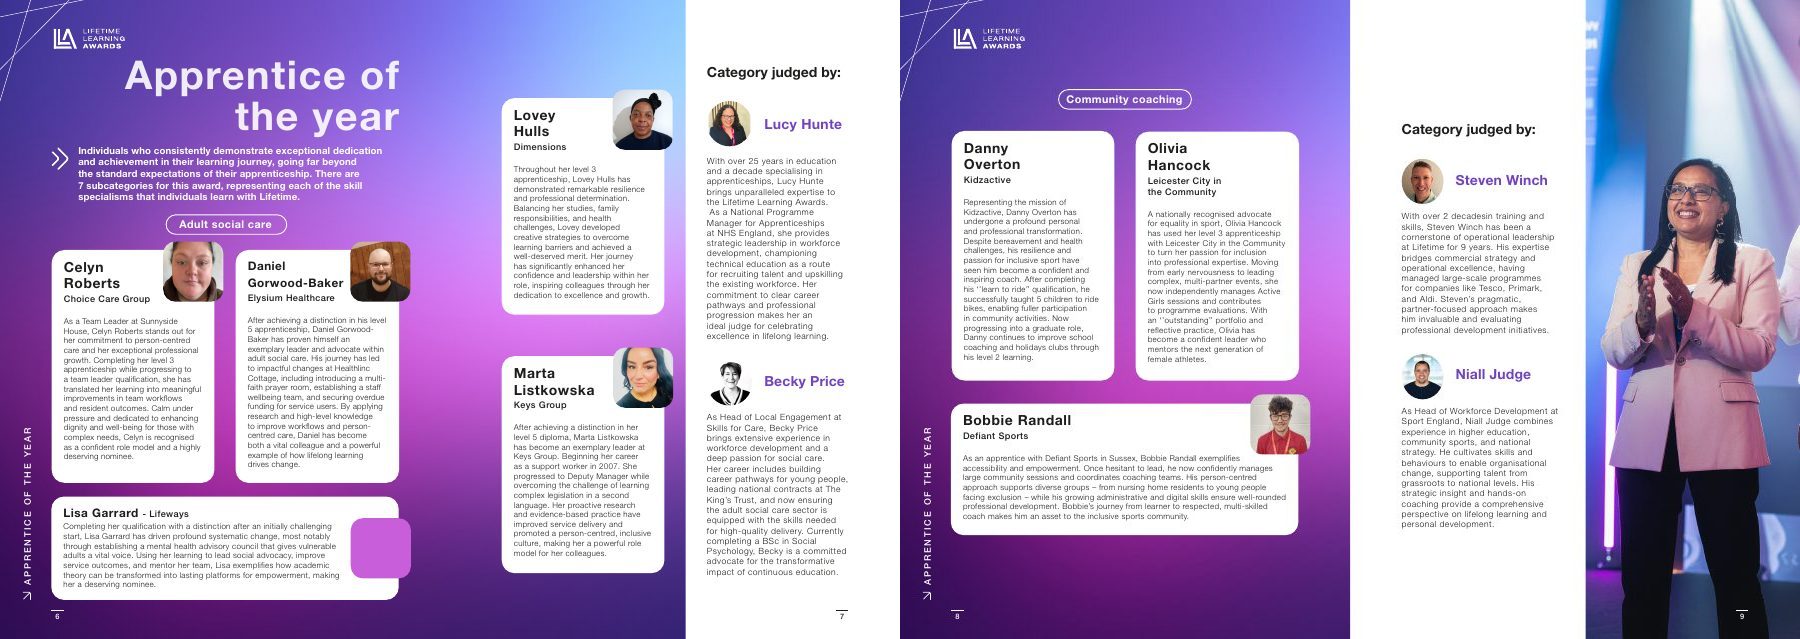 LIFETIME
LEARNING
AWARDS
Apprentice of
the year
Individuals who consistently demonstrate exceptional dedication
and achievement in their learning journey, going far beyond
the standard expectations of their apprenticeship. There are
7 subcategories for this award, representing each of the skill
specialisms that individuals learn with Lifetime.
Adult social care
Celyn
Roberts
Choice Care Group
As a Team Leader at Sunnyside
House, Celyn Roberts stands out for
her commitment to person-centred
care and her exceptional professional
growth. Completing her level 3
apprenticeship while progressing to
a team leader qualification, she has
translated her learning into meaningful
improvements in team workflows
and resident outcomes. Calm under
pressure and dedicated to enhancing
dignity and well-being for those with
complex needs, Celyn is recognised
as a confident role model and a highly
deserving nominee.
Daniel
Gorwood-Baker
Elysium Healthcare
After achieving a distinction in his level
5 apprenticeship, Daniel Gorwood-
Baker has proven himself an
exemplary leader and advocate within
adult social care. His journey has led
to impactful changes at Healthlinc
Cottage, including introducing a multi-
faith prayer room, establishing a staff
wellbeing team, and securing overdue
funding for service users. By applying
research and high-level knowledge
to improve workflows and person-
centred care, Daniel has become
both a vital colleague and a powerful
example of how lifelong learning
drives change.
Lisa Garrard - Lifeways
Completing her qualification with a distinction after an initially challenging
start, Lisa Garrard has driven profound systematic change, most notably
through establishing a mental health advisory council that gives vulnerable
adults a vital voice. Using her learning to lead social advocacy, improve
service outcomes, and mentor her team, Lisa exemplifies how academic
theory can be transformed into lasting platforms for empowerment, making
her a deserving nominee.
APPRENTICE OF THE YEAR
6
Lovey
Hulls
Dimensions
Throughout her level 3
apprenticeship, Lovey Hulls has
demonstrated remarkable resilience
and professional determination.
Balancing her studies, family
responsibilities, and health
challenges, Lovey developed
creative strategies to overcome
learning barriers and achieved a
well-deserved merit. Her journey
has significantly enhanced her
confidence and leadership within her
role, inspiring colleagues through her
dedication to excellence and growth.
Marta
Listkowska
Keys Group
After achieving a distinction in her
level 5 diploma, Marta Listkowska
has become an exemplary leader at
Keys Group. Beginning her career
as a support worker in 2007. She
progressed to Deputy Manager while
overcoming the challenge of learning
complex legislation in a second
language. Her proactive research
and evidence-based practice have
improved service delivery and
promoted a person-centred, inclusive
culture, making her a powerful role
model for her colleagues.
Category judged by:
Lucy Hunte
With over 25 years in education
and a decade specialising in
apprenticeships, Lucy Hunte
brings unparalleled expertise to
the Lifetime Learning Awards.
As a National Programme
Manager for Apprenticeships
at NHS England, she provides
strategic leadership in workforce
development, championing
technical education as a route
for recruiting talent and upskilling
the existing workforce. Her
commitment to clear career
pathways and professional
progression makes her an
ideal judge for celebrating
excellence in lifelong learning.
Becky Price
As Head of Local Engagement at
Skills for Care, Becky Price
brings extensive experience in
workforce development and a
deep passion for social care.
Her career includes building
career pathways for young people,
leading national contracts at The
King's Trust, and now ensuring
the adult social care sector is
equipped with the skills needed
for high-quality delivery. Currently
completing a BSc in Social
Psychology, Becky is a committed
advocate for the transformative
impact of continuous education.
7
LIFETIME
LEARNING
AWARDS
Community coaching
Danny
Overton
Kidzactive
Representing the mission of
Kidzactive, Danny Overton has
undergone a profound personal
and professional transformation.
Despite bereavement and health
challenges, his resilience and
passion for inclusive sport have
seen him become a confident and
inspiring coach. After completing
his ''learn to ride" qualification, he
successfully taught 5 children to ride
bikes, enabling fuller participation
in community activities. Now
progressing into a graduate role,
Danny continues to improve school
coaching and holidays clubs through
his level 2 learning.
Olivia
Hancock
Leicester City in
the Community
A nationally recognised advocate
for equality in sport, Olivia Hancock
has used her level 3 apprenticeship
with Leicester City in the Community
to turn her passion for inclusion
into professional expertise. Moving
from early nervousness to leading
complex, multi-partner events, she
now independently manages Active
Girls sessions and contributes
to programme evaluations. With
an ''outstanding" portfolio and
reflective practice, Olivia has
become a confident leader who
mentors the next generation of
female athletes.
Bobbie Randall
Defiant Sports
As an apprentice with Defiant Sports in Sussex, Bobbie Randall exemplifies
accessibility and empowerment. Once hesitant to lead, he now confidently manages
large community sessions and coordinates coaching teams. His person-centred
approach supports diverse groups – from nursing home residents to young people
facing exclusion – while his growing administrative and digital skills ensure well-rounded
professional development. Bobbie's journey from learner to respected, multi-skilled
coach makes him an asset to the inclusive sports community.
APPRENTICE OF THE YEAR
8
Category judged by:
Steven Winch
With over 2 decadesin training and
skills, Steven Winch has been a
cornerstone of operational leadership
at Lifetime for 9 years. His expertise
bridges commercial strategy and
operational excellence, having
managed large-scale programmes
for companies like Tesco, Primark,
and Aldi. Steven's pragmatic,
partner-focused approach makes
him invaluable and evaluating
professional development initiatives.
Niall Judge
As Head of Workforce Development at
Sport England, Niall Judge combines
experience in higher education,
community sports, and national
strategy. He cultivates skills and
behaviours to enable organisational
change, supporting talent from
grassroots to national levels. His
strategic insight and hands-on
coaching provide a comprehensive
perspective on lifelong learning and
personal development.
9